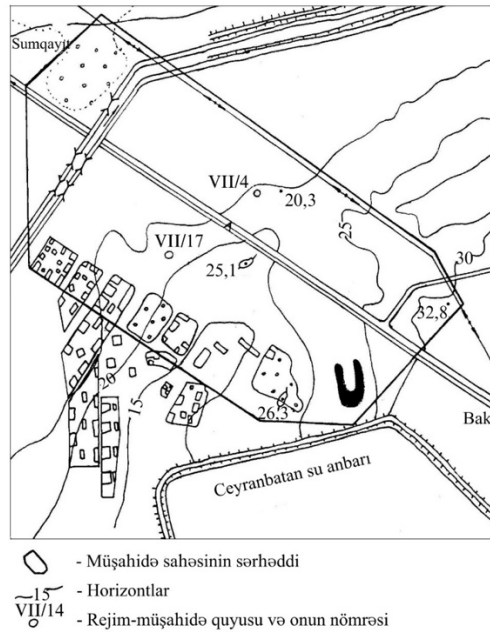 Sumqayıt
VII/4
20,3
25
VII/17
25,1
30
32,8
20
15
26,3
Bak
Ceyranbatan su anbarı
- Müşahidə sahəsinin sərhəddi
15 - Horizontlar
VII/14 - Rejim-müşahidə quyusu və onun nömrəsi